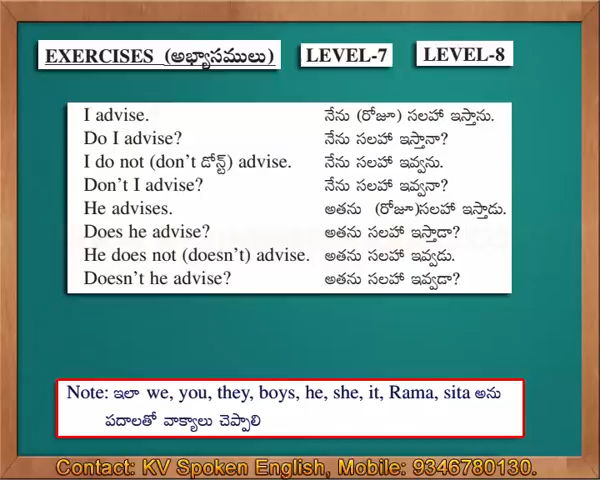 EXERCISES (అభ్యాసములు) LEVEL-7 LEVEL-8
I advise. నేను (రోజూ) సలహా ఇస్తాను.
Do I advise? నేను సలహా ఇస్తానా?
I do not (don't డోన్ట్) advise. నేను సలహా ఇవ్వను.
Don't I advise? నేను సలహా ఇవ్వనా?
He advises. అతను (రోజూ)సలహా ఇస్తాడు.
Does he advise? అతను సలహా ఇస్తాడా?
He does not (doesn't) advise. అతను సలహా ఇవ్వడు.
Doesn't he advise? అతను సలహా ఇవ్వడా?
Note: ఇలా we, you, they, boys, he, she, it, Rama, sita అను
పదాలతో వాక్యాలు చెప్పాలి
Contact: KV Spoken English, Mobile: 9346780130.